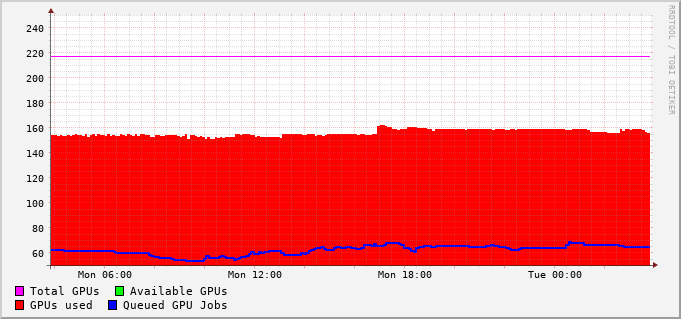 RRDTOOL / TOBI OETIKER
240
220
200
180
160
140
120
100
80
60
Mon 06:00 Mon 12:00 Mon 18:00 Tue 00:00
Total GPUs Available GPUs
GPUs used Queued GPU Jobs